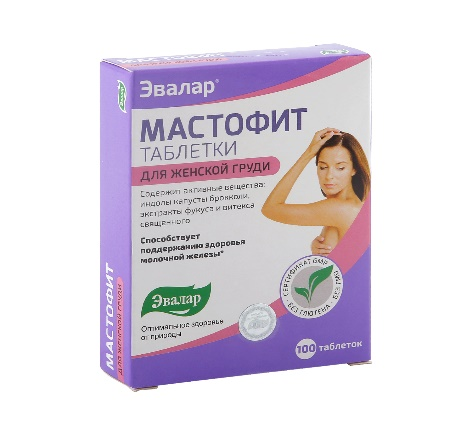 Эвалар®
МАСТОФИТ
ТАБЛЕТКИ
ДЛЯ ЖЕНСКОЙ ГРУДИ
Содержит активные вещества:
индолы капусты брокколи,
экстракты фукуса и витекса
священного
Способствует
поддержанию здоровья
молочной железы*
Эвалар
Оптимальное здоровье
от природы
СЕРТИФИКАТ GMP
БЕЗ ГЛЮТЕНА
БЕЗ ГМО
100 таблеток
Эвалар
МАСТОФИТ
ДЛЯ ЖЕНСКОЙ ГРУДИ